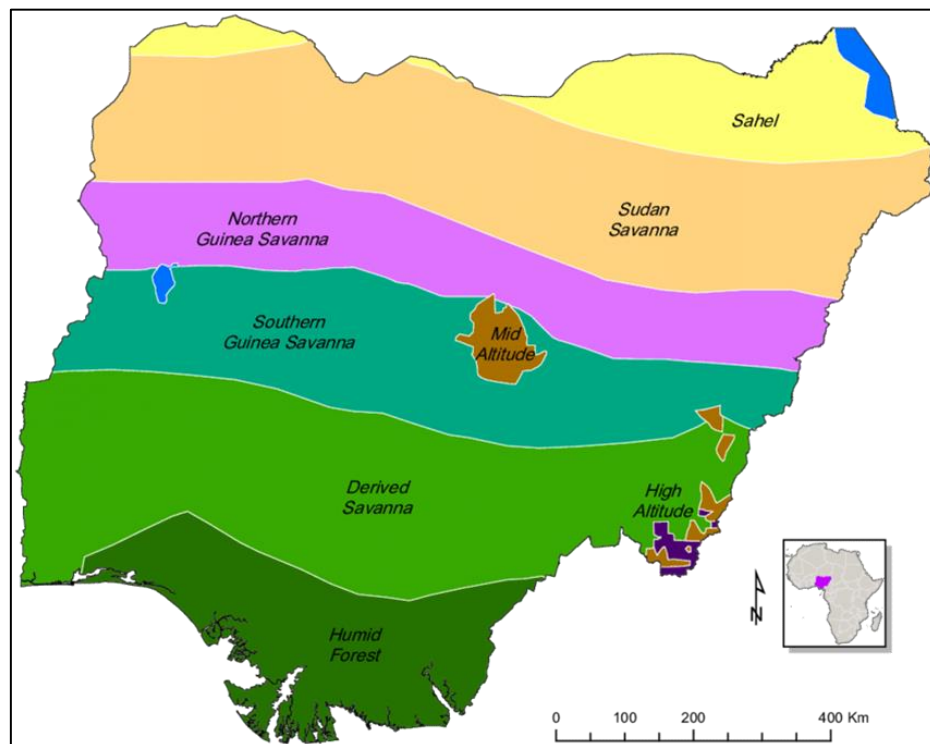 Sahel
Sudan
Savanna
Northern
Guinea Savanna
Southern
Guinea Savanna
Mid
Altitude
Derived
Savanna
High
Altitude
Humid
Forest
N
0 100 200 400 Km